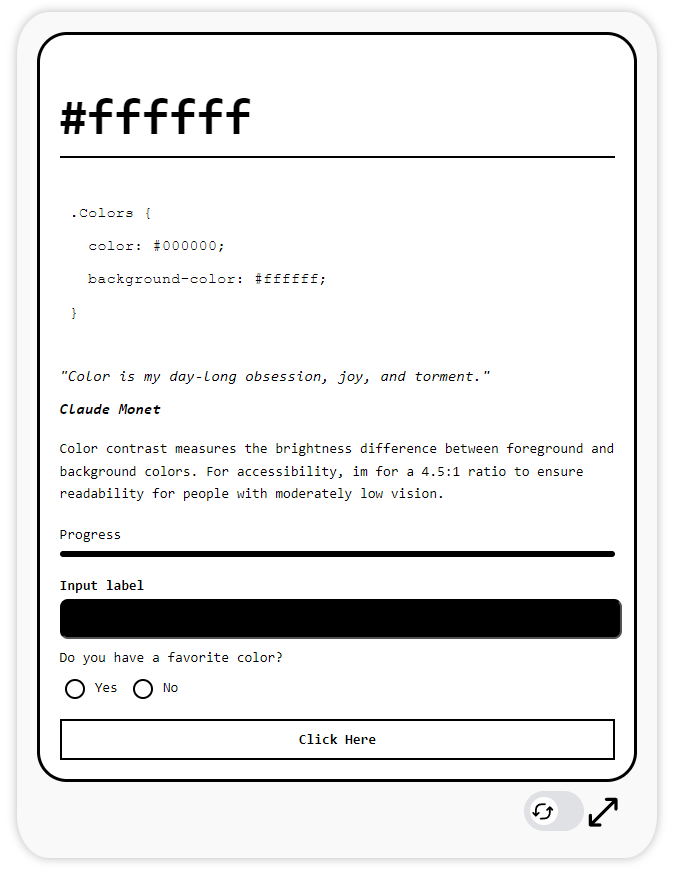 #ffffff
.Colors {
color: #000000;
background-color: #ffffff;
}
"Color is my day-long obsession, joy, and torment."
Claude Monet
Color contrast measures the brightness difference between foreground and
background colors. For accessibility, im for a 4.5:1 ratio to ensure
readability for people with moderately low vision.
Progress
Input label
Do you have a favorite color?
Yes No
Click Here